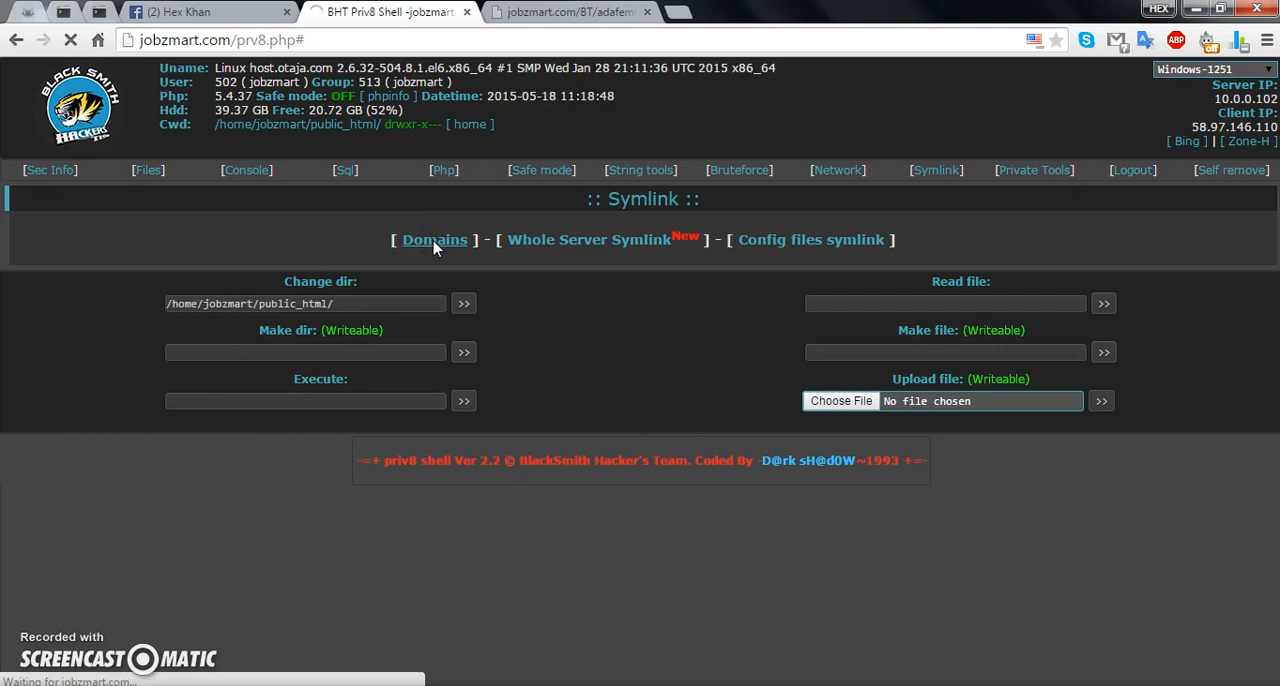 (2) Hex Khan
BHT Priv8 Shell -jobzmart.
jobzmart.com/BT/adafem
HEX
jobzmart.com/prv8.php#
ABP
off
BLACK SMITH
HACKERS
Uname: Linux host.otaja.com 2.6.32-504.8.1.el6.x86_64 #1 SMP Wed Jan 28 21:11:36 UTC 2015 x86_64
User: 502 ( jobzmart ) Group: 513 ( jobzmart )
Php: 5.4.37 Safe mode: OFF [ phpinfo ] Datetime: 2015-05-18 11:18:48
Hdd: 39.37 GB Free: 20.72 GB (52%)
Cwd: /home/jobzmart/public_html/ drwxr-x--- [ home ]
Windows-1251
Server IP:
10.0.0.102
Client IP:
58.97.146.110
[ Bing ] | [ Zone-H ]
[Sec Info] [Files] [Console] [Sql] [Php] [Safe mode] [String tools] [Bruteforce] [Network] [Symlink] [Private Tools] [Logout] [Self remove]
:: Symlink ::
[ Domains ] - [ Whole Server Symlink New ] - [ Config files symlink ]
Change dir:
/home/jobzmart/public_html/ >>
Read file:
>>
Make dir: (Writeable)
>>
Make file: (Writeable)
>>
Execute:
>>
Upload file: (Writeable)
Choose File No file chosen >>
-=+ priv8 shell Ver 2.2 © BlackSmith Hacker's Team. Coded By -D@rk sH@d0W~1993 +=-
Recorded with
SCREENCAST-O-MATIC
Waiting for jobzmart.com...